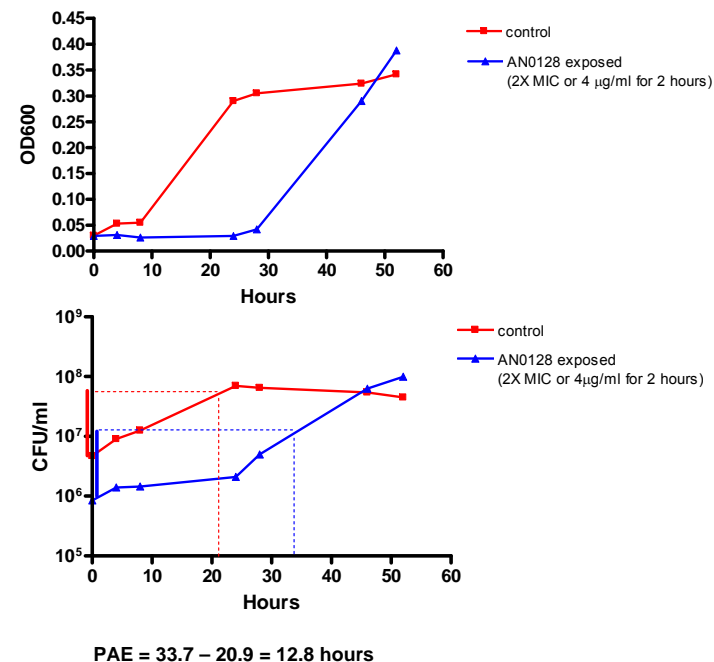 0.45
0.40
0.35
0.30
0.25
0.20
0.15
0.10
0.05
0.00
OD600
0 10 20 30 40 50 60
Hours
control
AN0128 exposed
(2X MIC or 4 μg/ml for 2 hours)
10⁹
10⁸
10⁷
10⁶
10⁵
CFU/ml
0 10 20 30 40 50 60
Hours
control
AN0128 exposed
(2X MIC or 4μg/ml for 2 hours)
PAE = 33.7 – 20.9 = 12.8 hours